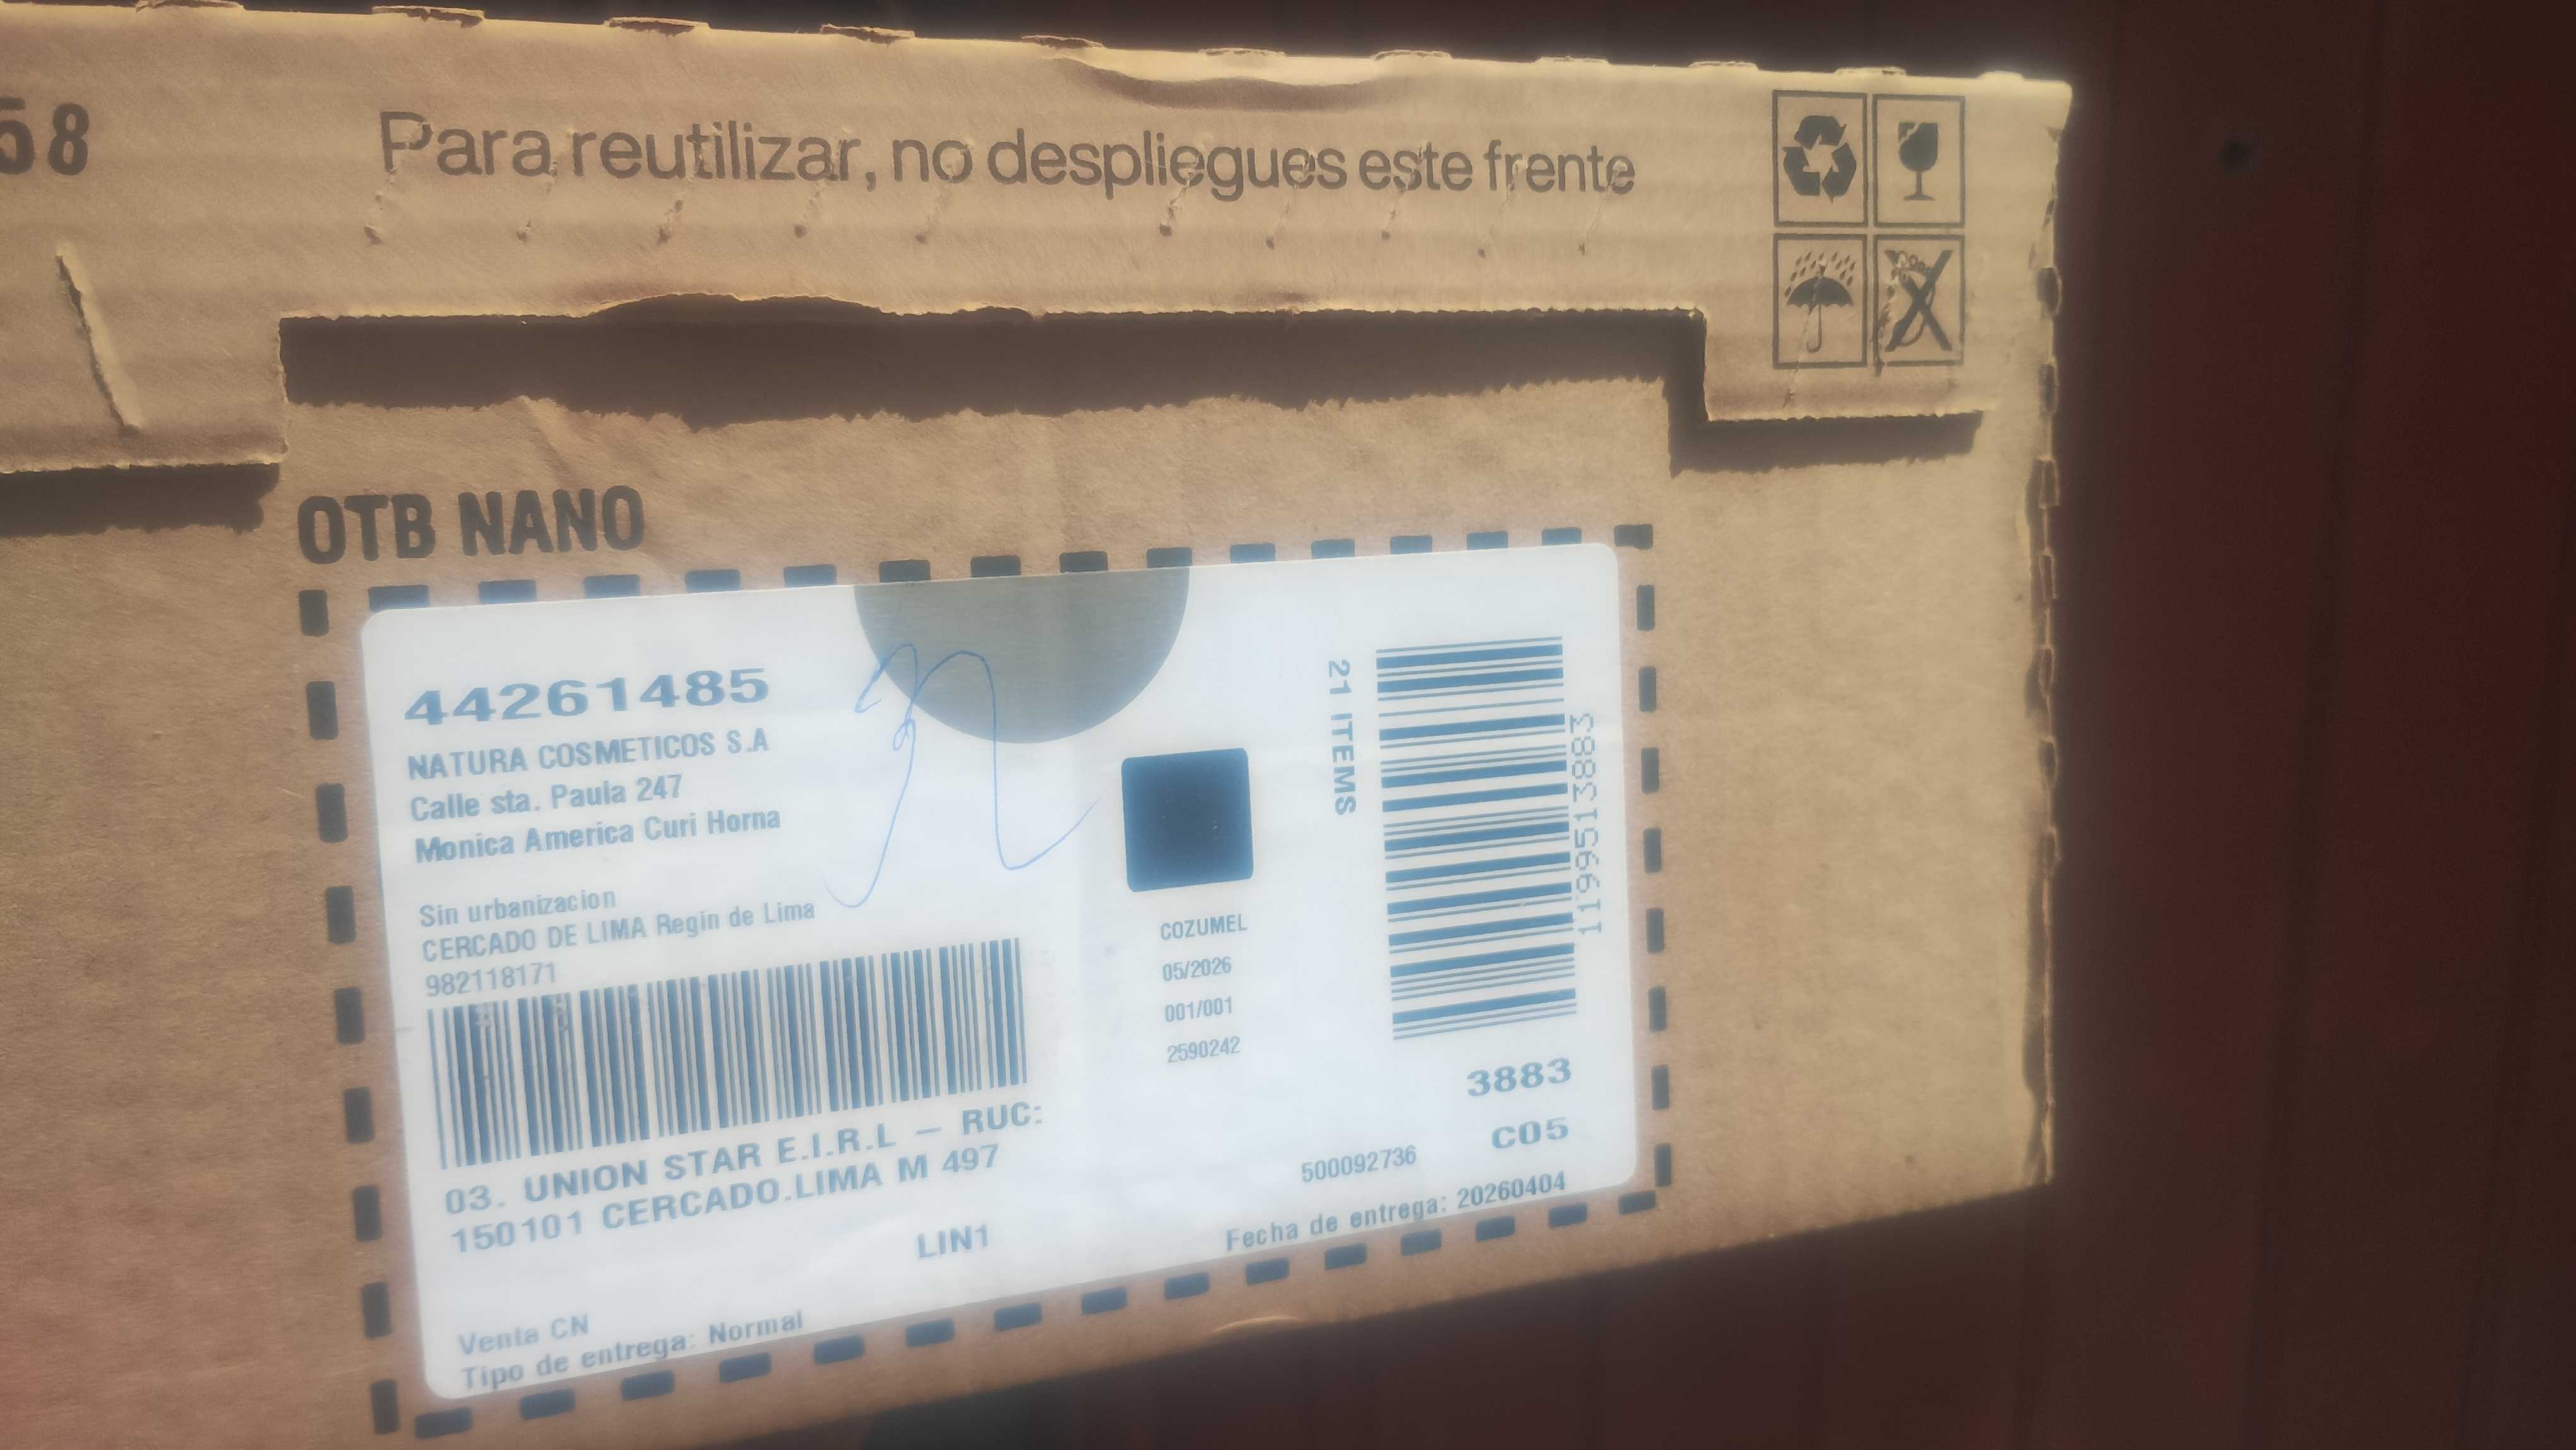 58
Para reutilizar, no despliegues este frente
OTB NANO
44261485
NATURA COSMETICOS S.A
Calle sta. Paula 247
Monica America Curi Horna
Sin urbanizacion
CERCADO DE LIMA Regin de Lima
982118171
03. UNION STAR E.I.R.L – RUC:
150101 CERCADO.LIMA M 497
LIN1
Venta CN
Tipo de entrega: Normal
COZUMEL
05/2026
001/001
2590242
21 ITEMS
1199513883
3883
C05
500092736
Fecha de entrega: 20260404